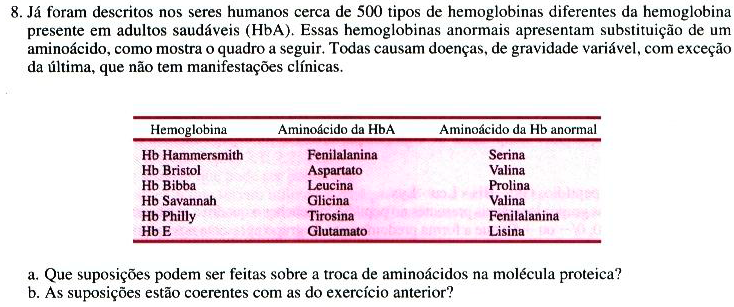 8. Já foram descritos nos seres humanos cerca de 500 tipos de hemoglobinas diferentes da hemoglobina
presente em adultos saudáveis (HbA). Essas hemoglobinas anormais apresentam substituição de um
aminoácido, como mostra o quadro a seguir. Todas causam doenças, de gravidade variável, com exceção
da última, que não tem manifestações clínicas.
Hemoglobina Aminoácido da HbA Aminoácido da Hb anormal
Hb Hammersmith Fenilalanina Serina
Hb Bristol Aspartato Valina
Hb Bibba Leucina Prolina
Hb Savannah Glicina Valina
Hb Philly Tirosina Fenilalanina
Hb E Glutamato Lisina
a. Que suposições podem ser feitas sobre a troca de aminoácidos na molécula proteica?
b. As suposições estão coerentes com as do exercício anterior?